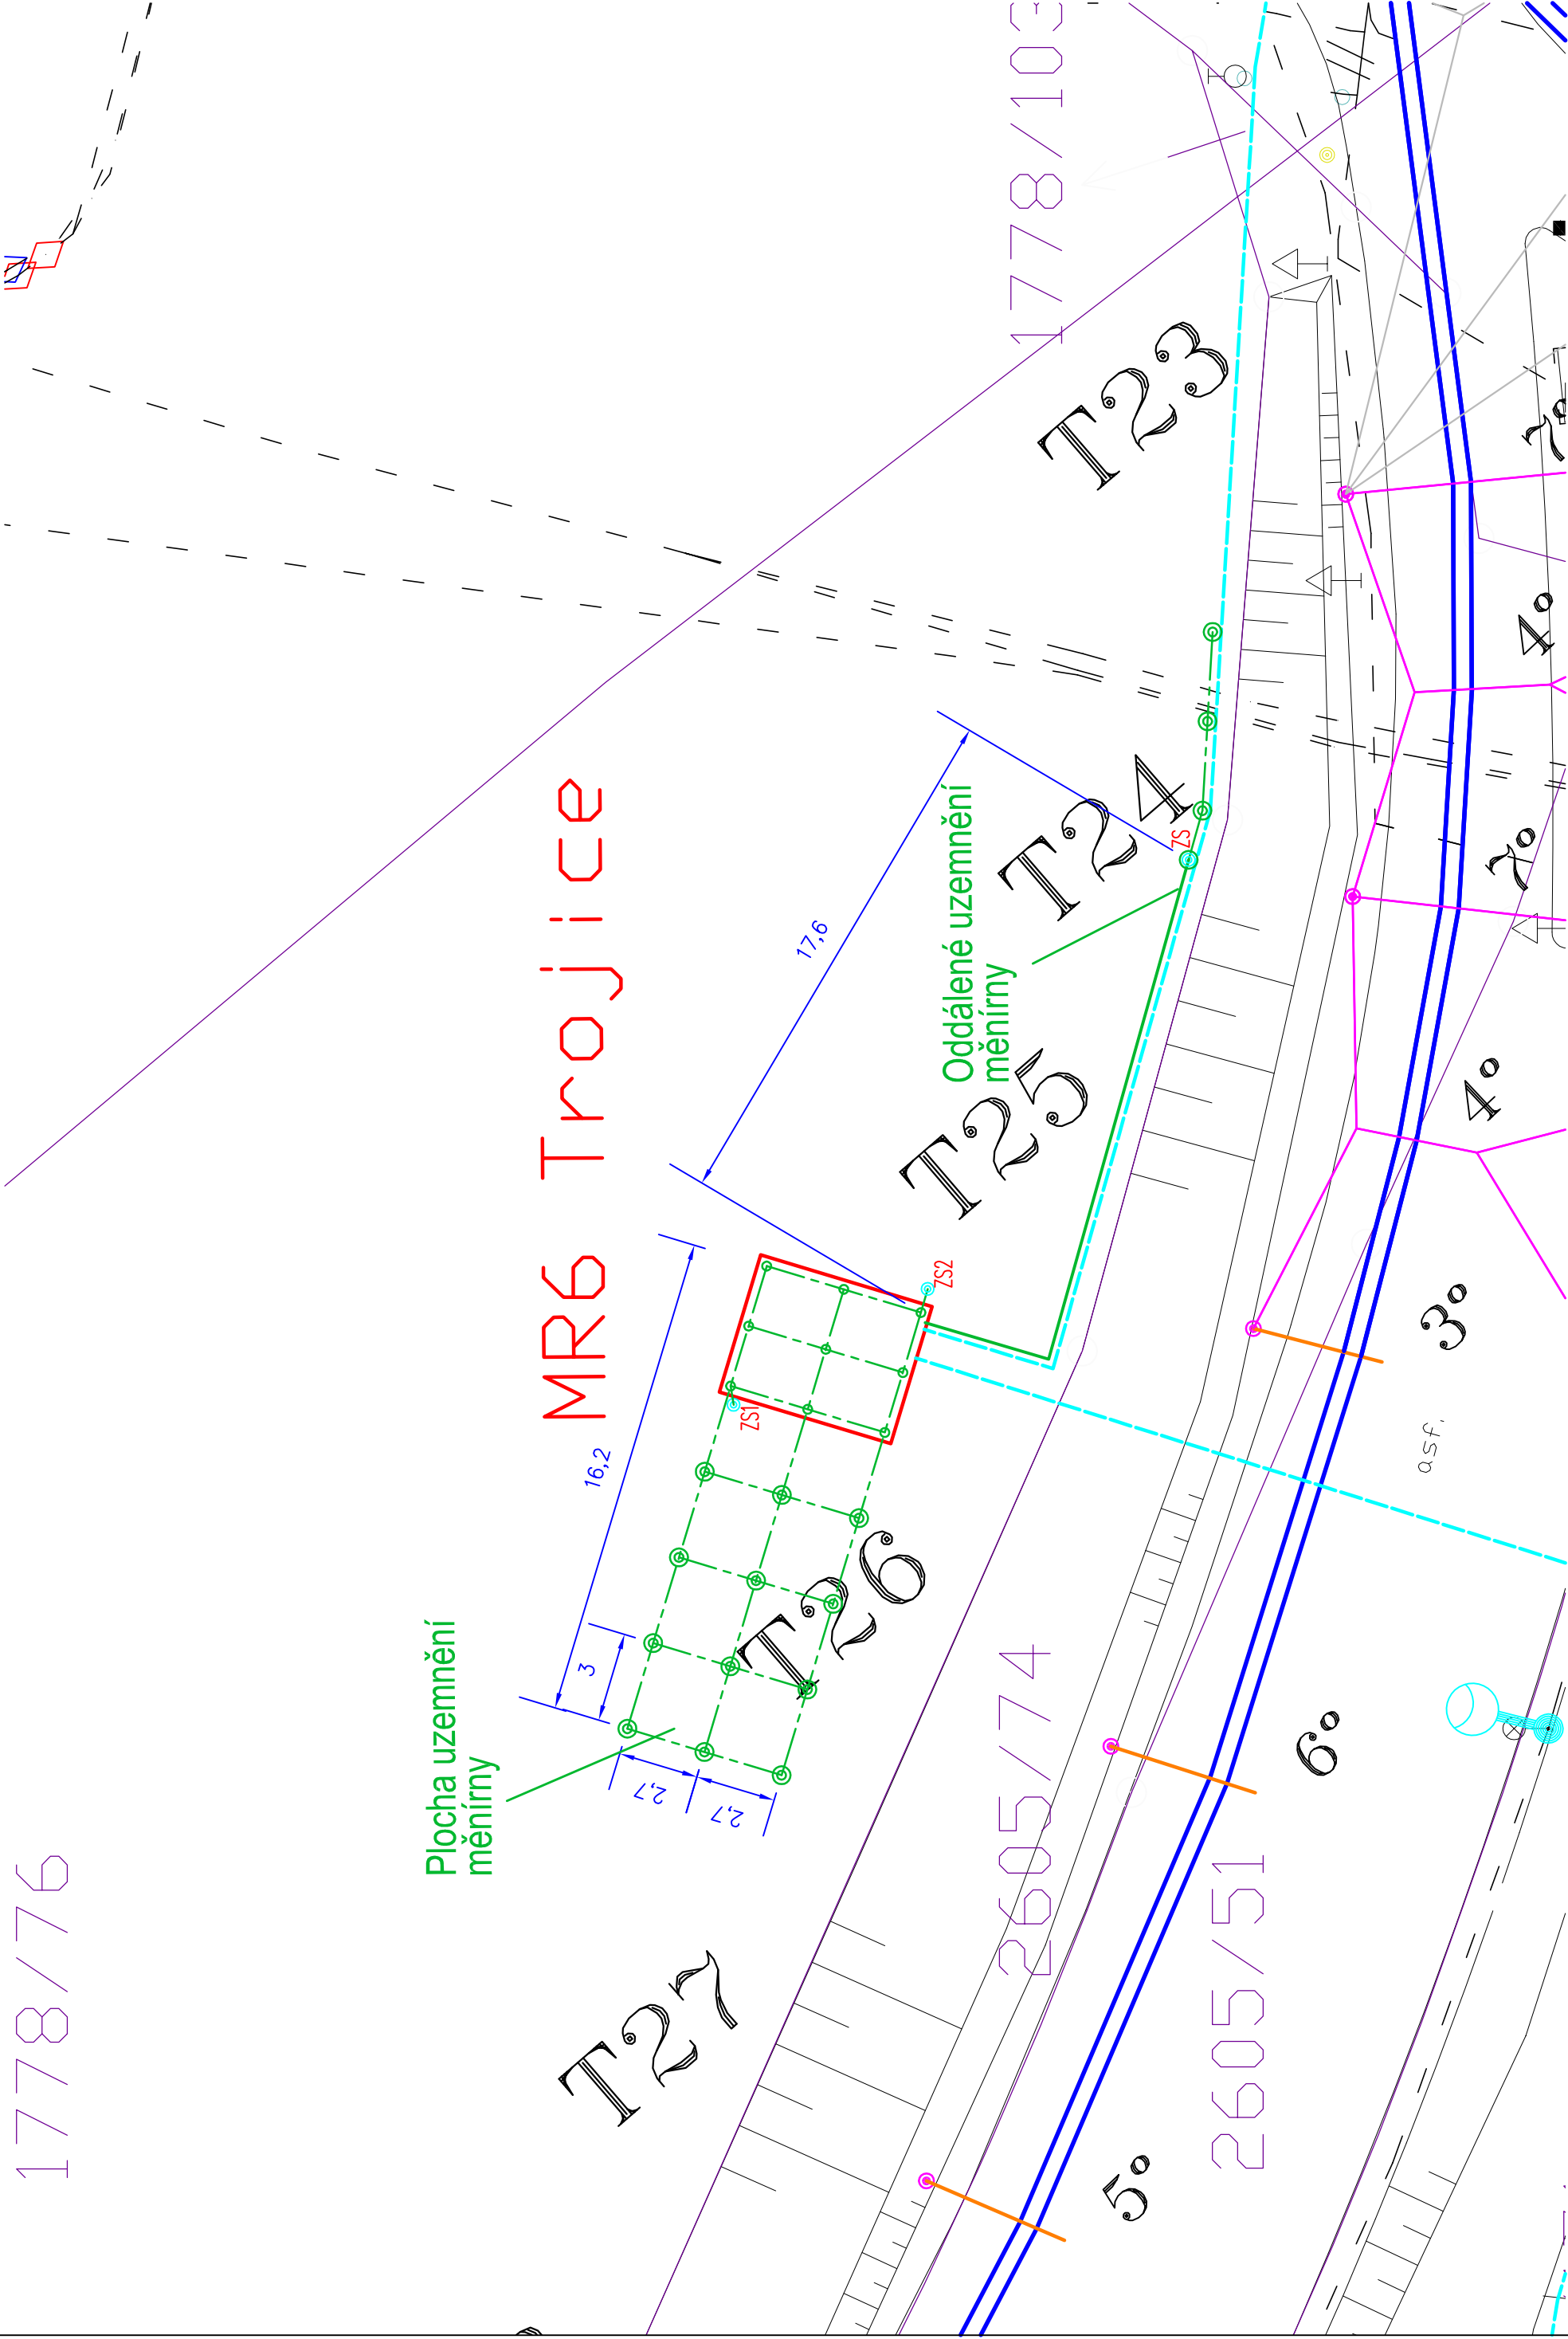 1778/76
Plocha uzemnění
měnírny
MR6 Trojice
16,2
3
2,7
2,7
ZS1
ZS2
17,6
Oddálené uzemnění
měnírny
ZS
T23
T24
T25
T26
T27
1778/103
2605/74
2605/51
asf.
7°
4°
2°
4°
3°
6°
5°